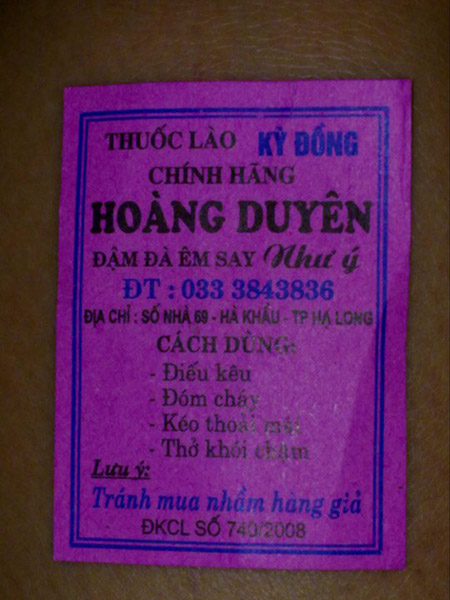 THUỐC LÀO KỲ ĐỒNG
CHÍNH HÃNG
HOÀNG DUYÊN
ĐẬM ĐÀ ÊM SAY Như ý
ĐT : 033 3843836
ĐỊA CHỈ : SỐ NHÀ 69 - HÀ KHẨU - TP HẠ LONG
CÁCH DÙNG:
- Điếu kêu
- Đóm cháy
- Kéo thoải mái
- Thở khói chậm
Lưu ý:
Tránh mua nhầm hàng giả
ĐKCL SỐ 740/2008